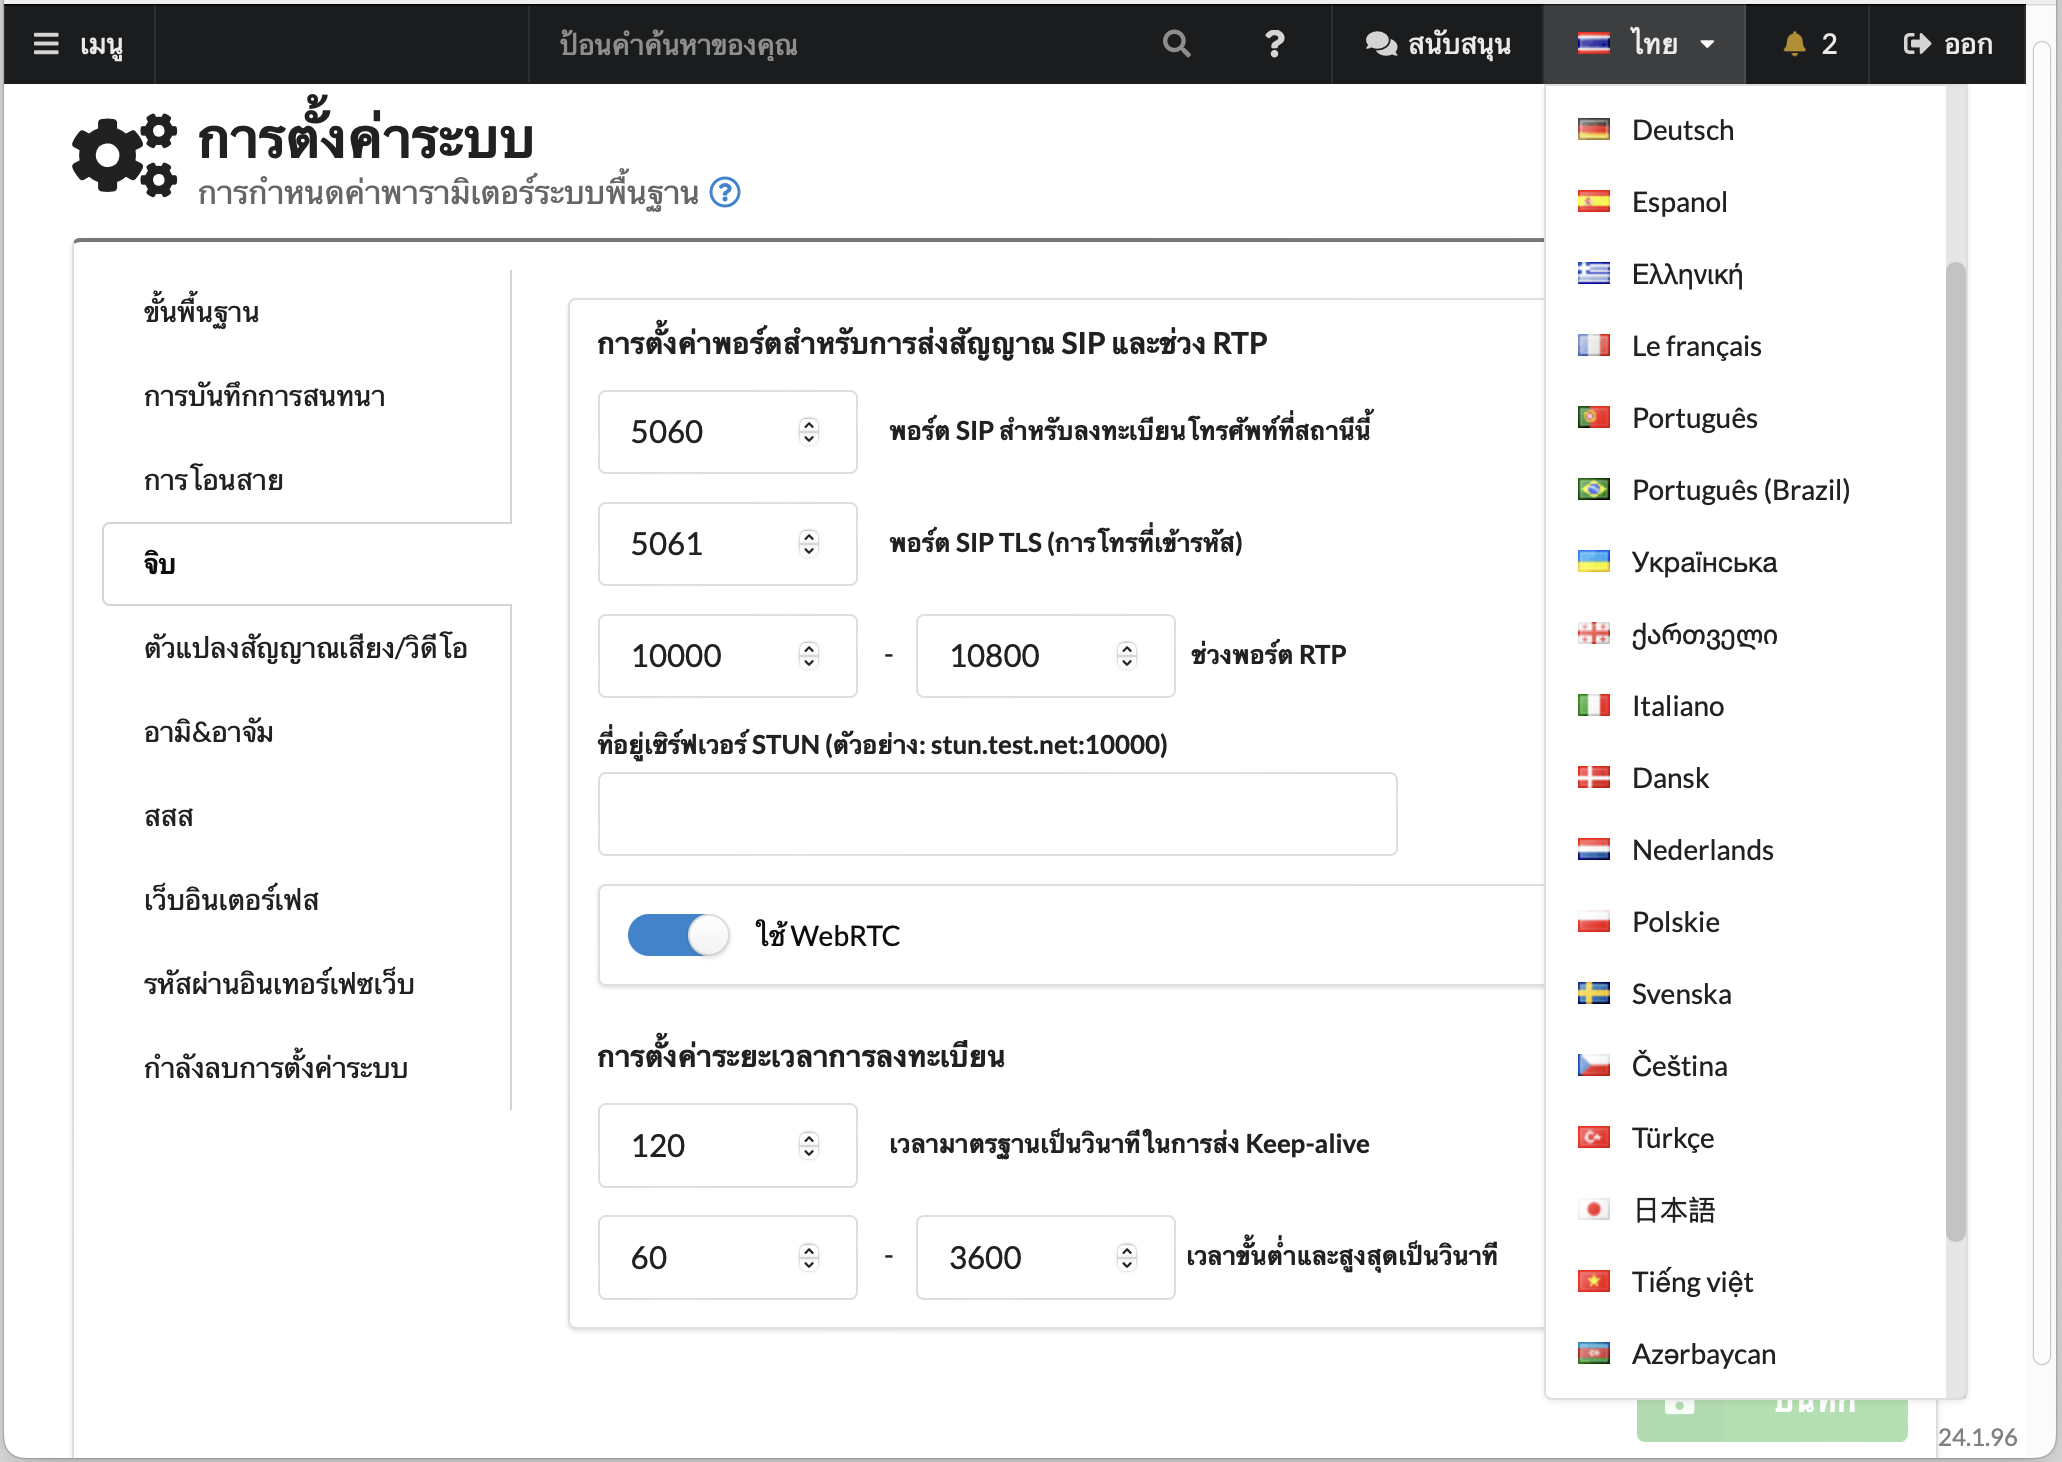 เมนู
ป้อนคำค้นหาของคุณ
?
สนับสนุน
ไทย
2
ออก
การตั้งค่าระบบ
การกำหนดค่าพารามิเตอร์ระบบพื้นฐาน ?
ขั้นพื้นฐาน
การบันทึกการสนทนา
การโอนสาย
จิบ
ตัวแปลงสัญญาณเสียง/วิดีโอ
อามิ&อาจัม
สสส
เว็บอินเตอร์เฟส
รหัสผ่านอินเทอร์เฟซเว็บ
กำลังลบการตั้งค่าระบบ
การตั้งค่าพอร์ตสำหรับการส่งสัญญาณ SIP และช่วง RTP
5060 พอร์ต SIP สำหรับลงทะเบียนโทรศัพท์ที่สถานีนี้
5061 พอร์ต SIP TLS (การโทรที่เข้ารหัส)
10000 - 10800 ช่วงพอร์ต RTP
ที่อยู่เซิร์ฟเวอร์ STUN (ตัวอย่าง: stun.test.net:10000)
ใช้ WebRTC
การตั้งค่าระยะเวลาการลงทะเบียน
120 เวลามาตรฐานเป็นวินาทีในการส่ง Keep-alive
60 - 3600 เวลาขั้นต่ำและสูงสุดเป็นวินาที
Deutsch
Espanol
Ελληνική
Le français
Português
Português (Brazil)
Українська
ქართველი
Italiano
Dansk
Nederlands
Polskie
Svenska
Čeština
Türkçe
日本語
Tiếng việt
Azərbaycan
24.1.96